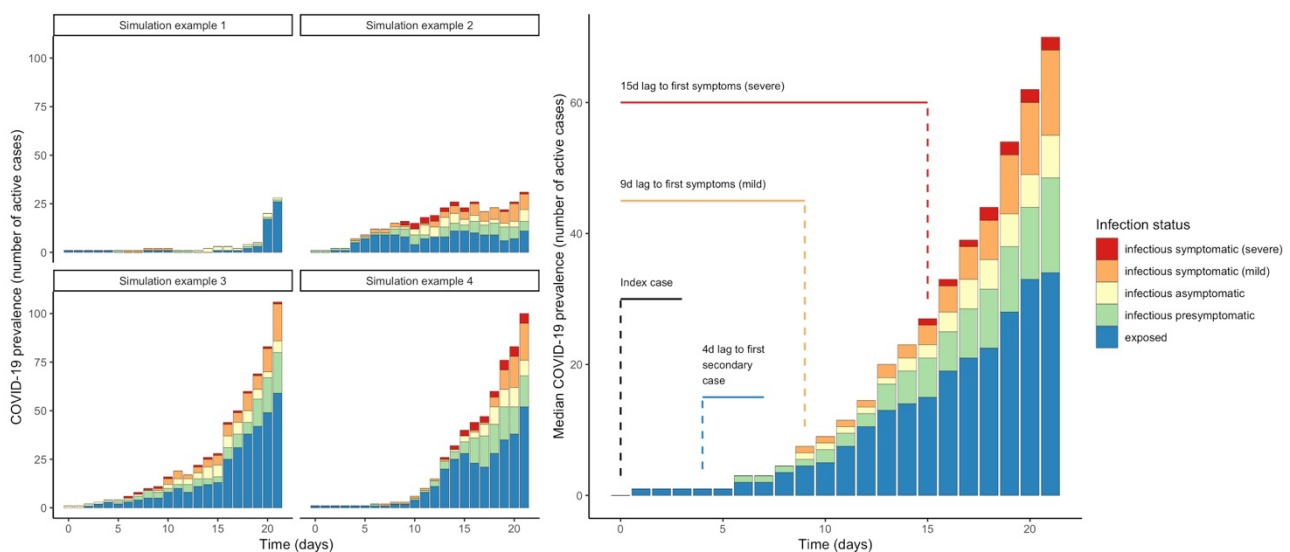 Simulation example 1
Simulation example 2
100
75
50
25
0
Simulation example 3
Simulation example 4
100
75
50
25
0
0 5 10 15 20
0 5 10 15 20
Time (days)
COVID-19 prevalence (number of active cases)
Median COVID-19 prevalence (number of active cases)
60
40
20
0
15d lag to first symptoms (severe)
9d lag to first symptoms (mild)
Index case
4d lag to first
secondary
case
0 5 10 15 20
Time (days)
Infection status
infectious symptomatic (severe)
infectious symptomatic (mild)
infectious asymptomatic
infectious presymptomatic
exposed